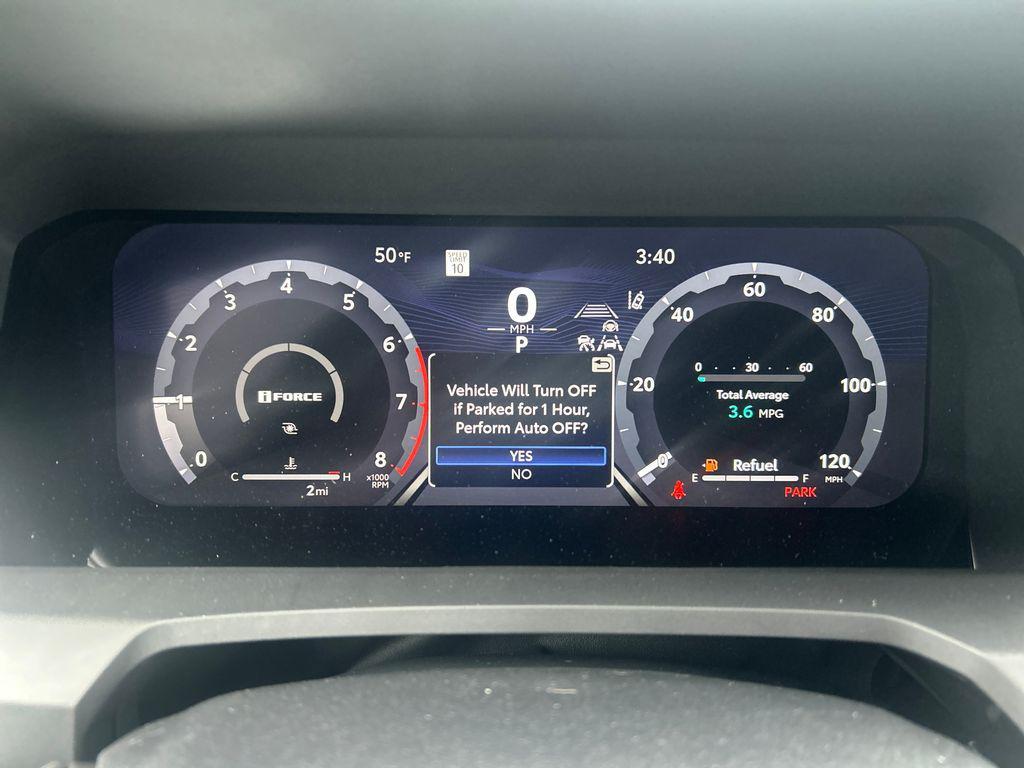 50°F
SPEED
LIMIT
10
3:40
0
MPH
P
0
1
2
3
4
5
6
7
8
x1000
RPM
iFORCE
C
H
2mi
Vehicle Will Turn OFF
if Parked for 1 Hour,
Perform Auto OFF?
YES
NO
0
20
40
60
80
100
120
MPH
0 30 60
Total Average
3.6 MPG
Refuel
E
F
PARK